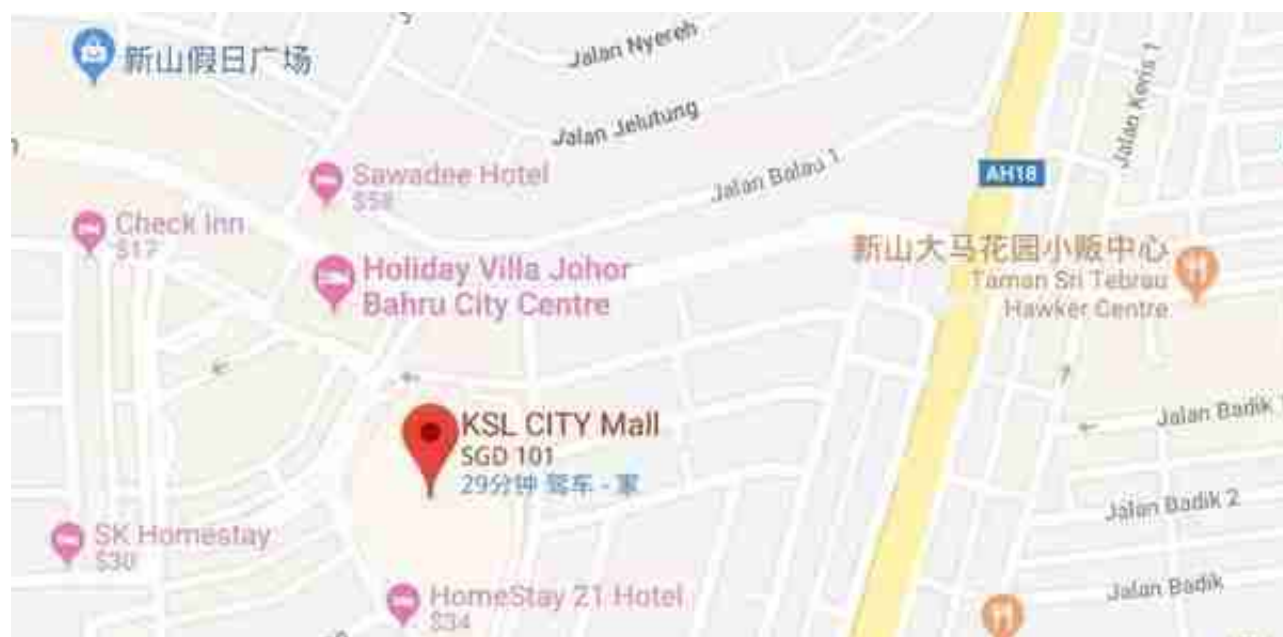 新山假日广场
Jalan Nyereh
Jalan Jelutung
Jalan Keris 1
Sawadee Hotel
$58
Jalan Balau 1
AH18
Check Inn
$17
Holiday Villa Johor
Bahru City Centre
新山大马花园小贩中心
Taman Sri Tebrau
Hawker Centre
KSL CITY Mall
SGD 101
29分钟 驾车 - 家
Jalan Badik
Jalan Badik 2
SK Homestay
$30
HomeStay 21 Hotel
$34
Jalan Badik